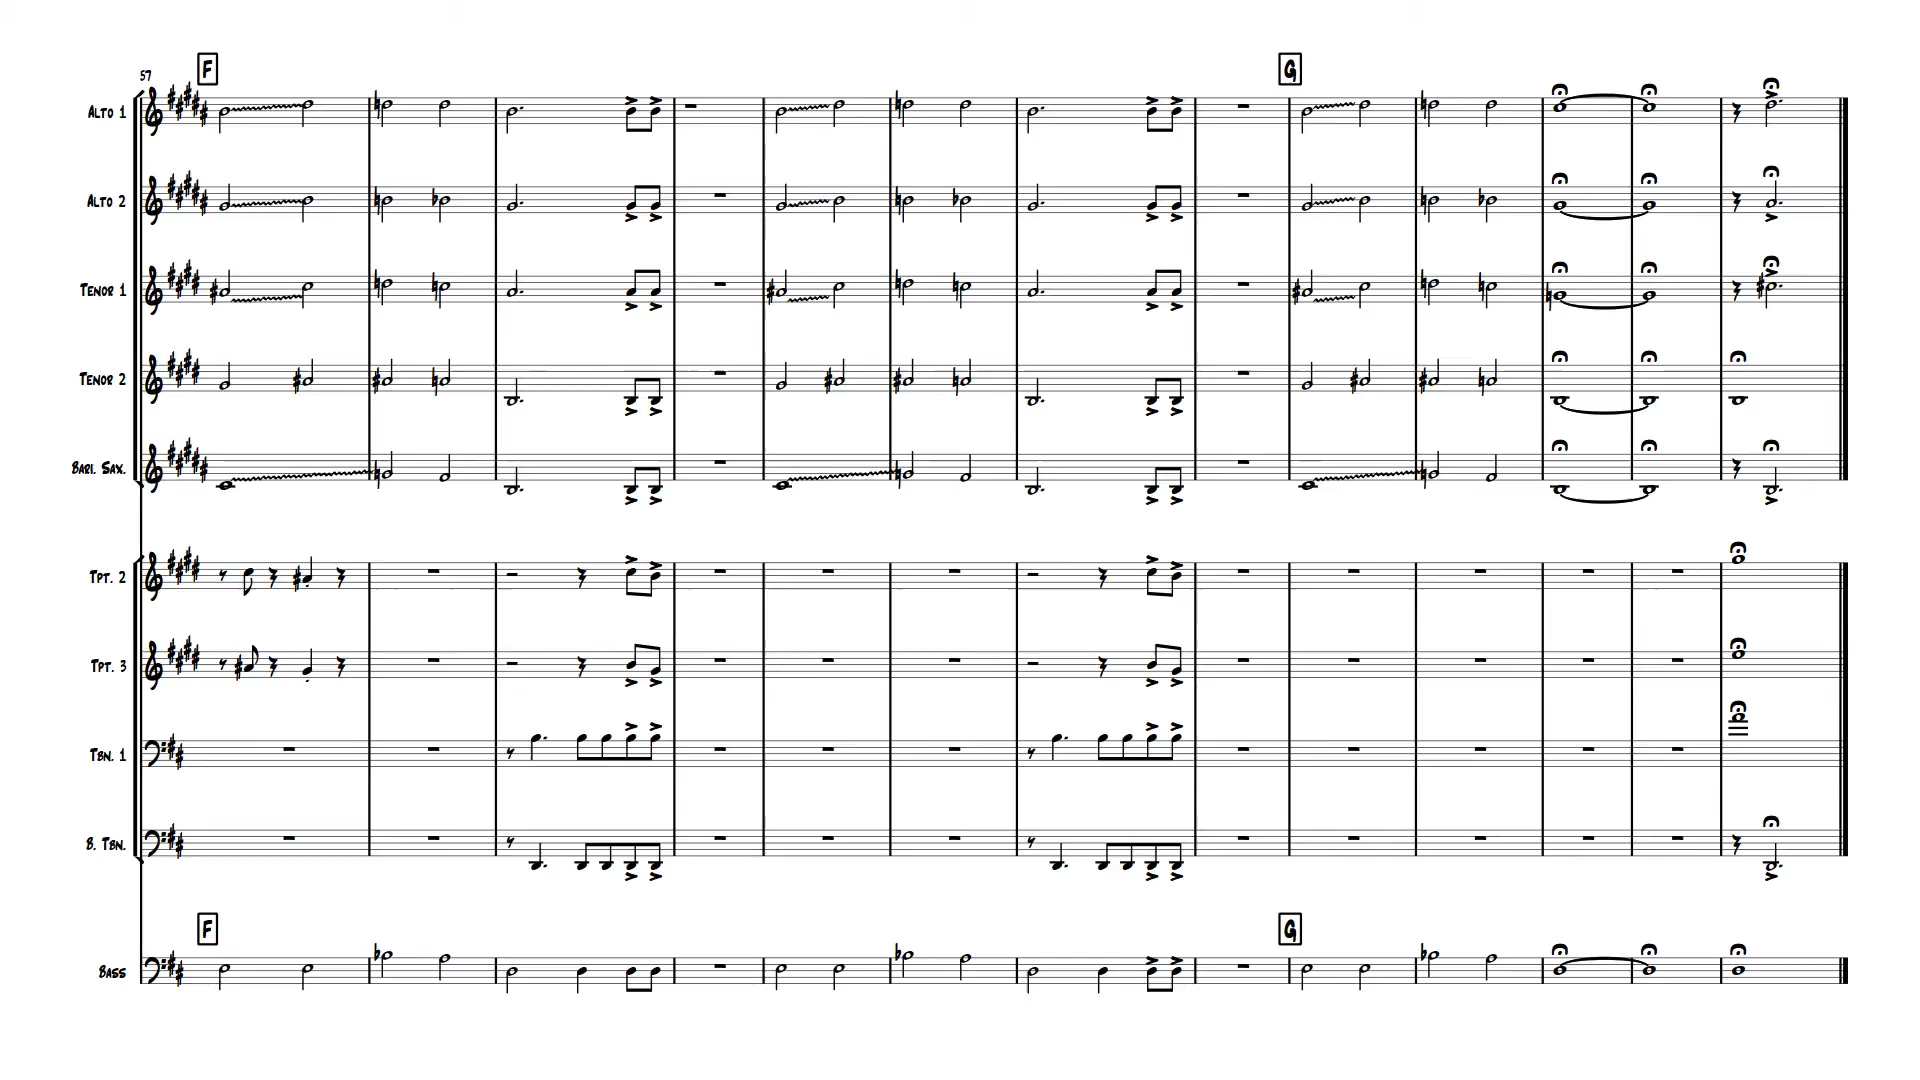 57
F
G
Alto 1
Alto 2
Tenor 1
Tenor 2
Bari. Sax.
Tpt. 2
Tpt. 3
Tbn. 1
B. Tbn.
F
G
Bass